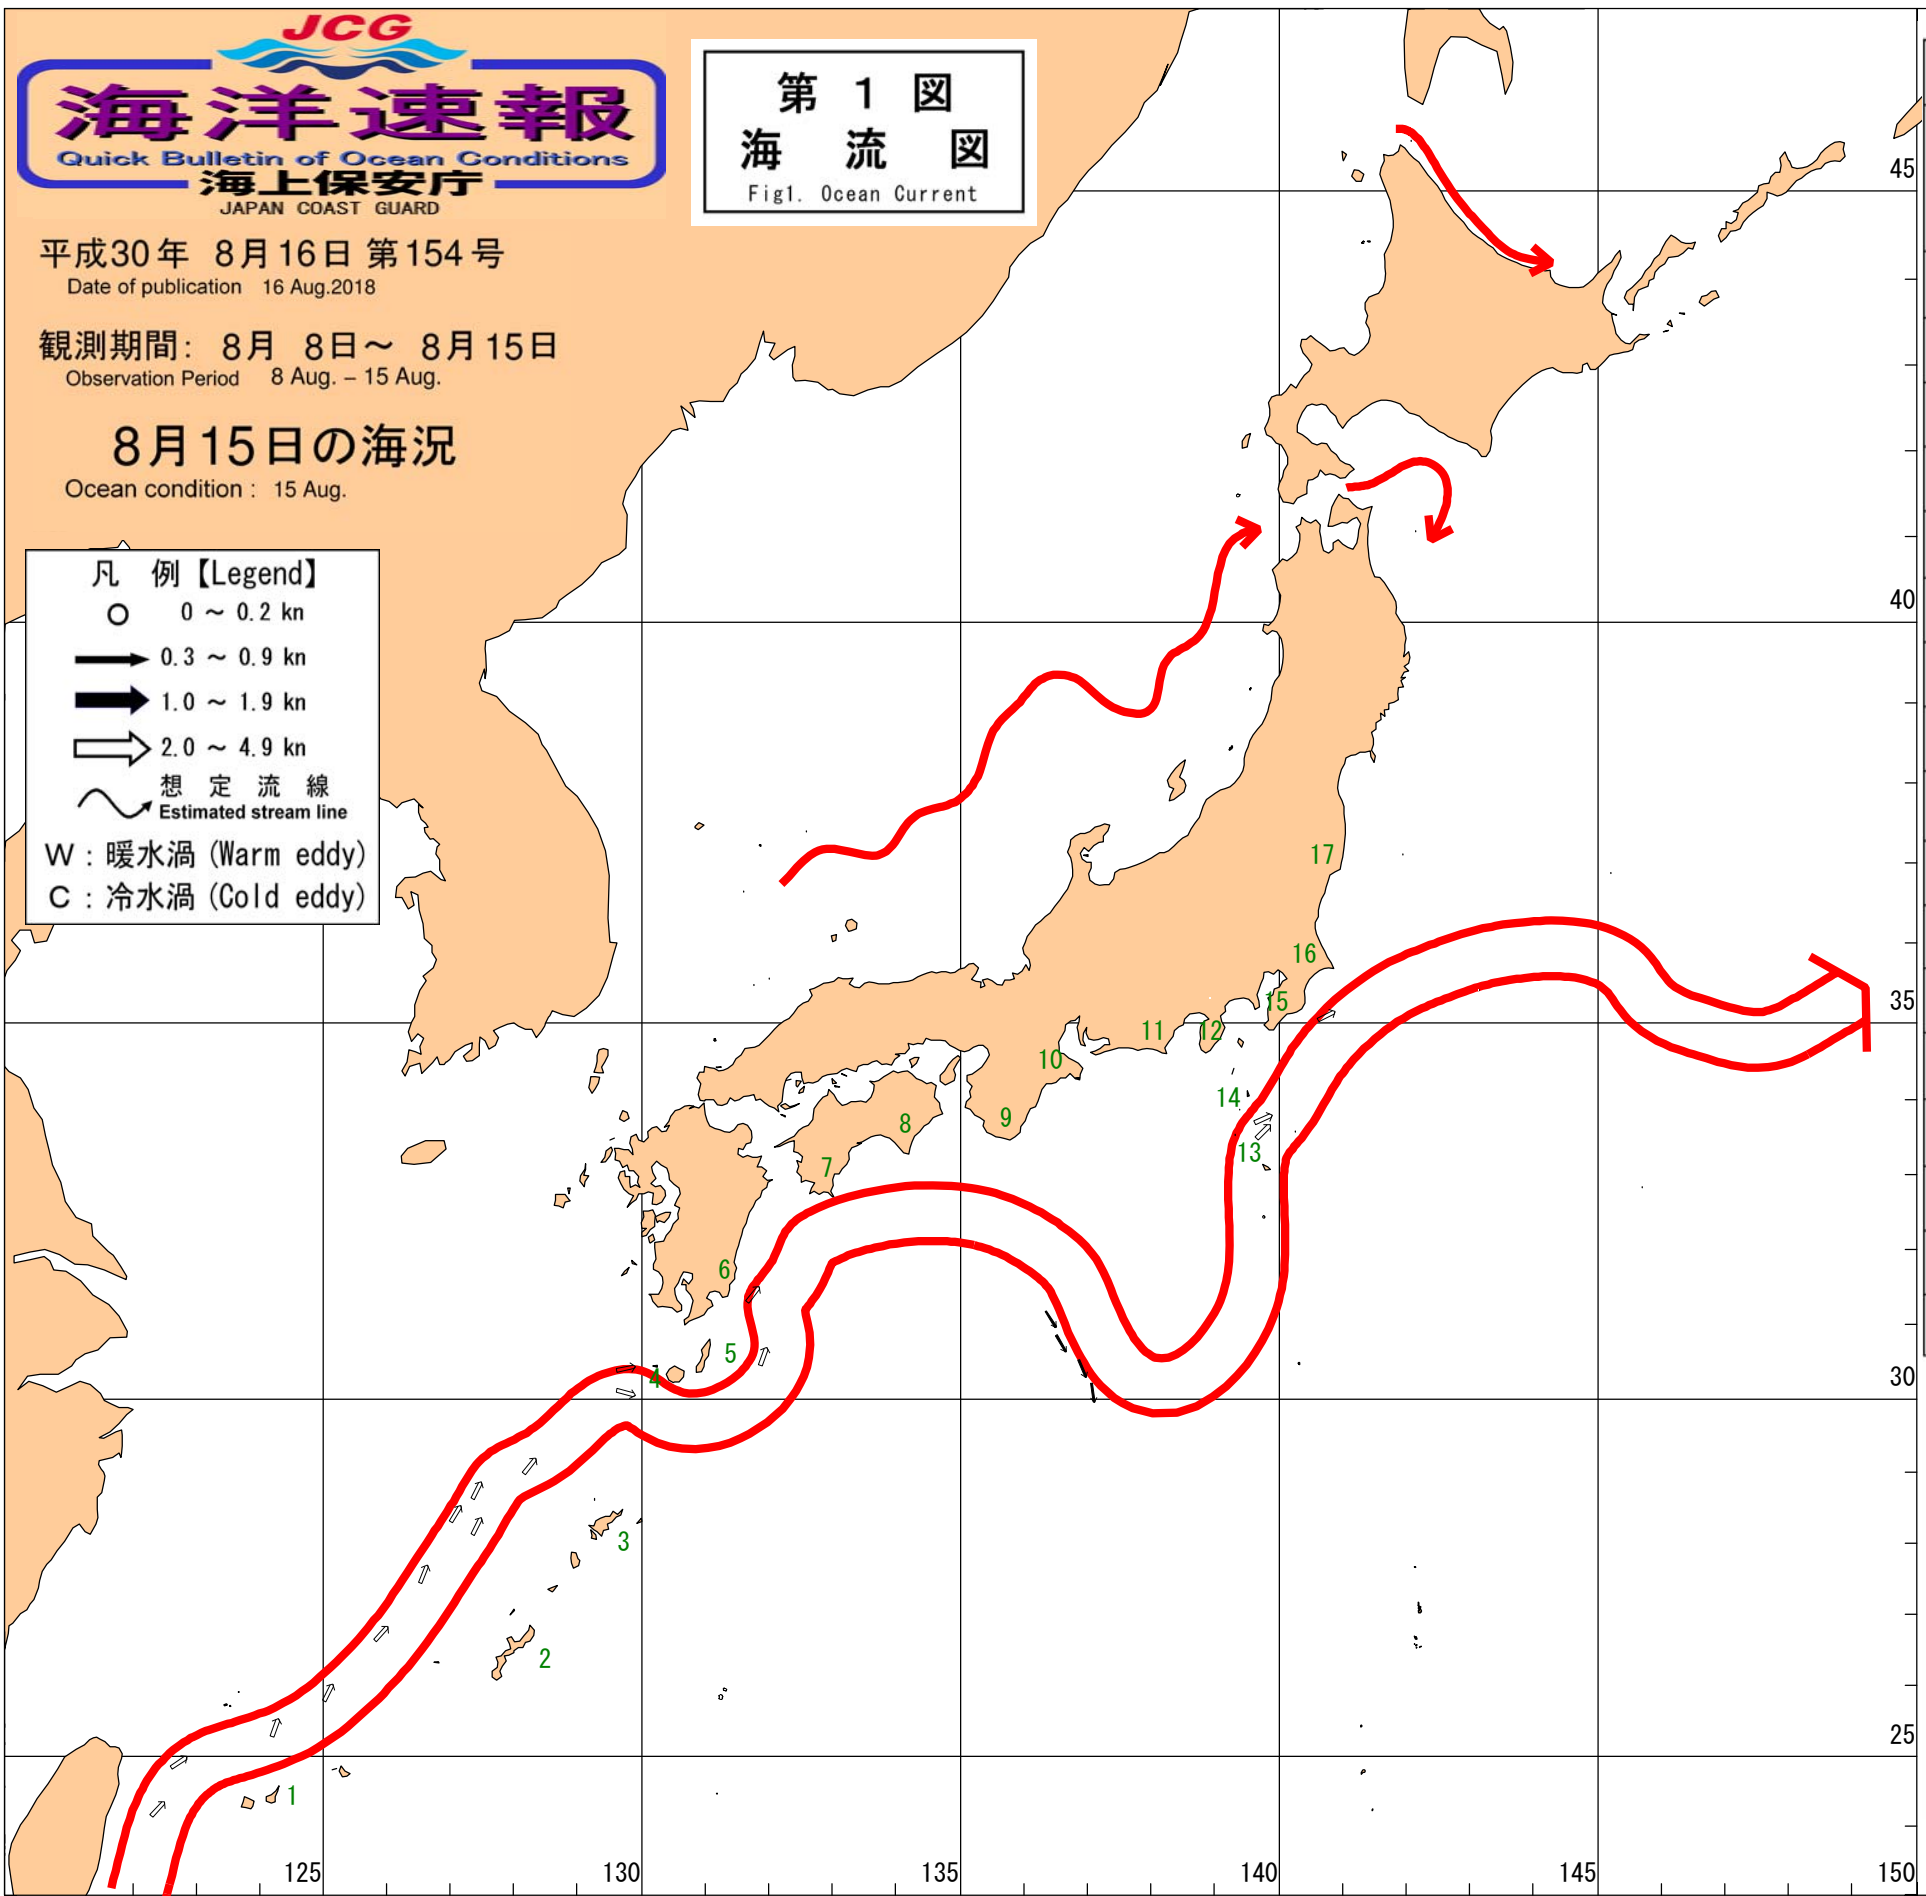 JCG
海洋速報
Quick Bulletin of Ocean Conditions
海上保安庁
JAPAN COAST GUARD
第 1 図
海 流 図
Fig1. Ocean Current
平成30年 8月16日 第154号
Date of publication 16 Aug.2018
観測期間: 8月 8日～ 8月15日
Observation Period 8 Aug. – 15 Aug.
8月15日の海況
Ocean condition : 15 Aug.
凡 例【Legend】
0 ～ 0.2 kn
0.3 ～ 0.9 kn
1.0 ～ 1.9 kn
2.0 ～ 4.9 kn
想 定 流 線
Estimated stream line
W : 暖水渦 (Warm eddy)
C : 冷水渦 (Cold eddy)
45
40
17
16
35
15
12
11
10
14
9
8
13
7
6
5
4
30
3
2
25
1
125
130
135
140
145
150